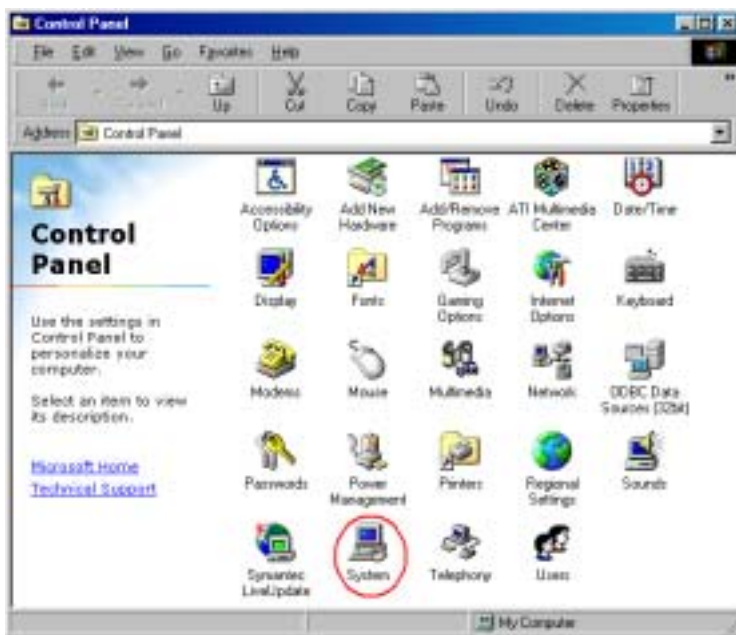 Control Panel
File Edit View Go Favorites Help
Up Cut Copy Paste Undo Delete Properties
Address Control Panel
Control
Panel
Use the settings in
Control Panel to
personalize your
computer.
Select an item to view
its description.
Microsoft Home
Technical Support
Accessibility
Options
Add New
Hardware
Add/Remove
Programs
ATI Multimedia
Center
Date/Time
Display
Fonts
Gaming
Options
Internet
Options
Keyboard
Modems
Mouse
Multimedia
Network
ODBC Data
Sources (32bit)
Passwords
Power
Management
Printers
Regional
Settings
Sounds
Symantec
LiveUpdate
System
Telephony
Users
My Computer